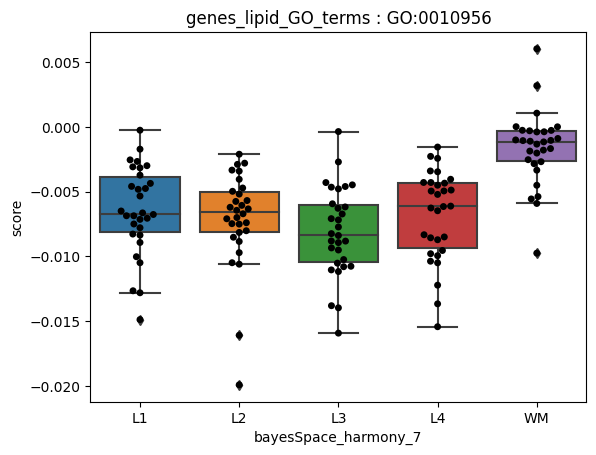 genes_lipid_GO_terms : GO:0010956
0.005
0.000
−0.005
−0.010
−0.015
−0.020
score
L1 L2 L3 L4 WM
bayesSpace_harmony_7